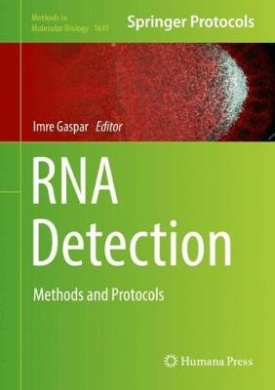 Methods in
Molecular Biology 1649
Springer Protocols
Imre Gaspar Editor
RNA
Detection
Methods and Protocols
Humana Press